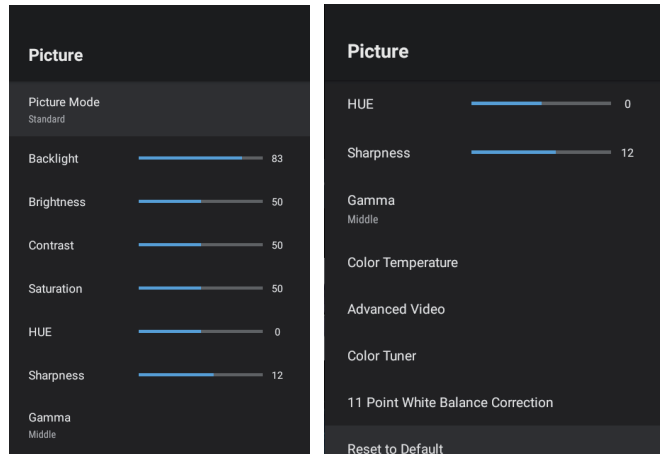 Picture
Picture Mode
Standard
Backlight 83
Brightness 50
Contrast 50
Saturation 50
HUE 0
Sharpness 12
Gamma
Middle
Picture
HUE 0
Sharpness 12
Gamma
Middle
Color Temperature
Advanced Video
Color Tuner
11 Point White Balance Correction
Reset to Default